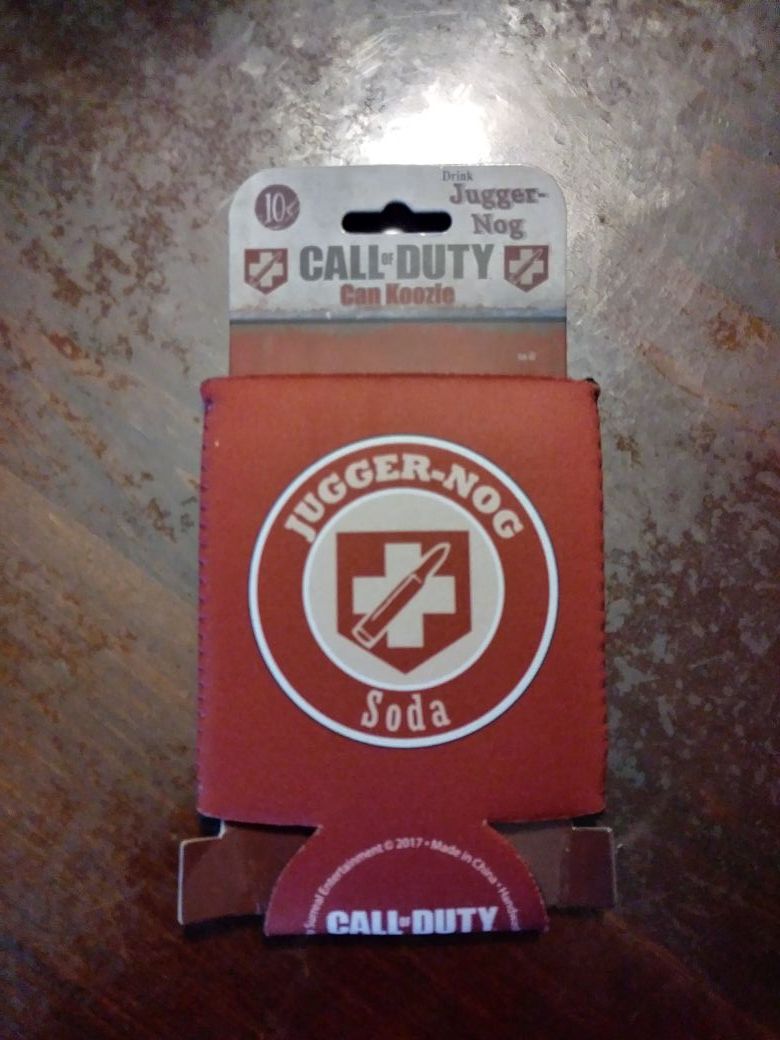 10¢
Drink
Jugger-
Nog
CALL OF DUTY
Can Koozie
JUGGER-NOG
Soda
Entertainment © 2017 • Made in China •
CALL OF DUTY